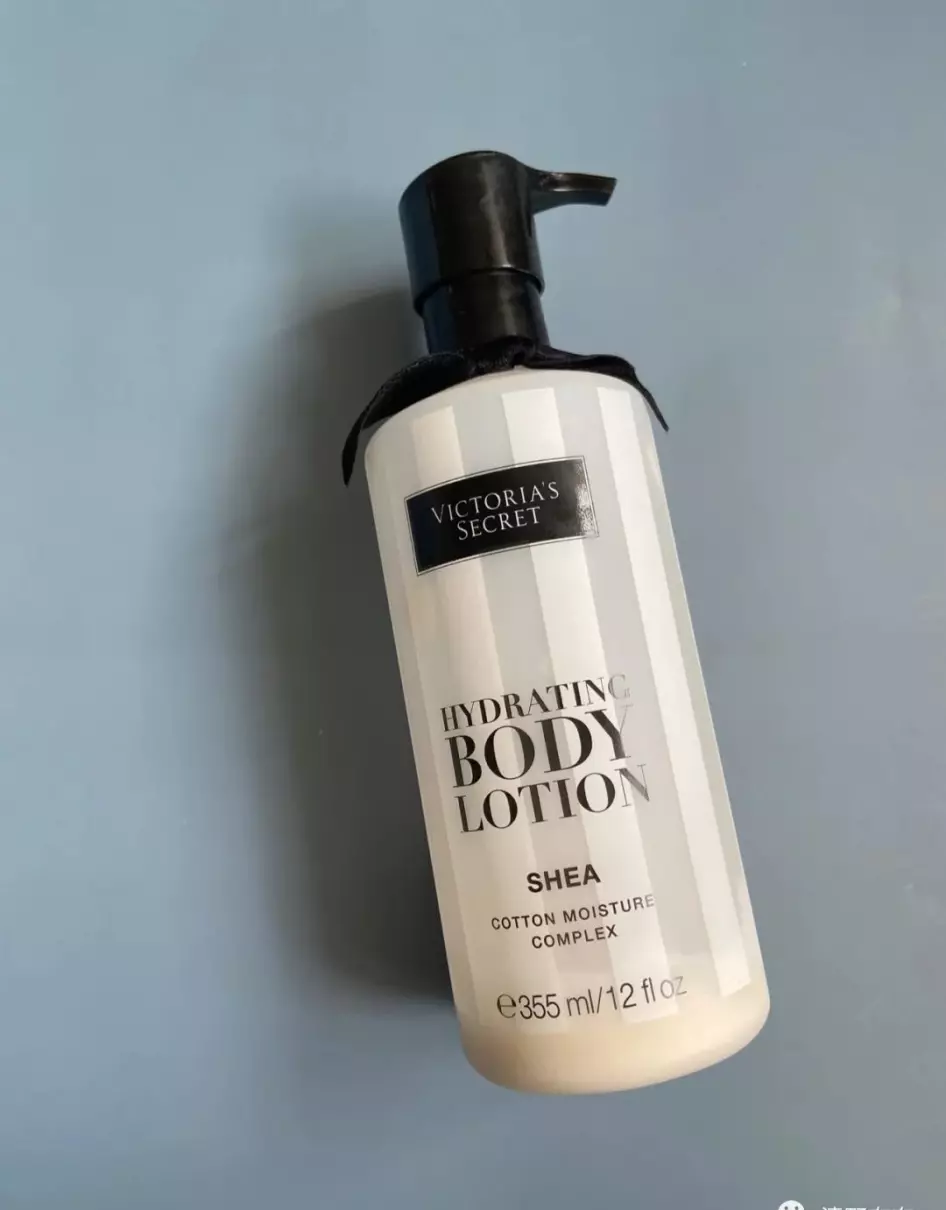 VICTORIA'S
SECRET
HYDRATING
BODY
LOTION
SHEA
COTTON MOISTURE
COMPLEX
℮355 ml/12 fl oz